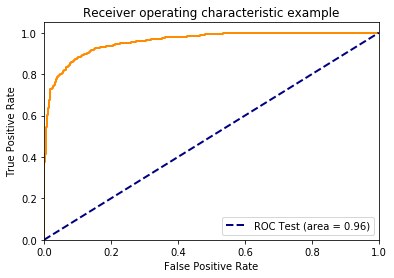 Receiver operating characteristic example
True Positive Rate
1.0
0.8
0.6
0.4
0.2
0.0
ROC Test (area = 0.96)
0.0 0.2 0.4 0.6 0.8 1.0
False Positive Rate